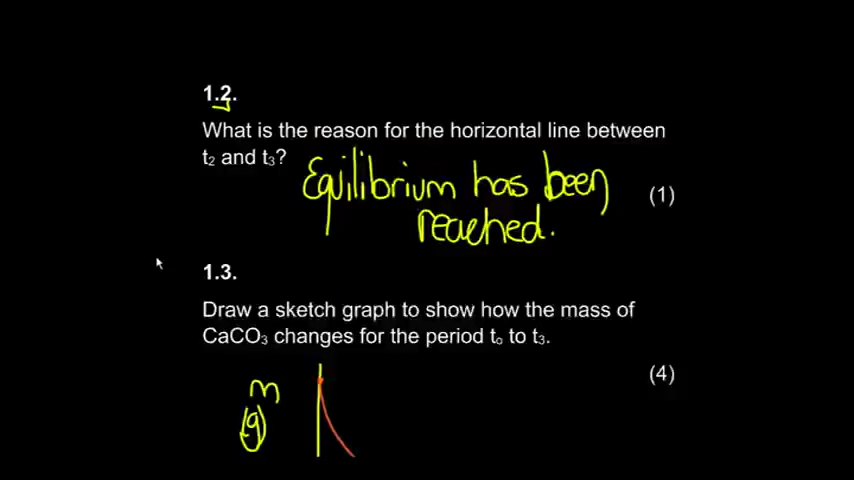 1.2.
What is the reason for the horizontal line between
t₂ and t₃?
Equilibrium has been
(1)
reached.
1.3.
Draw a sketch graph to show how the mass of
CaCO₃ changes for the period t₀ to t₃.
(4)
m
(g)